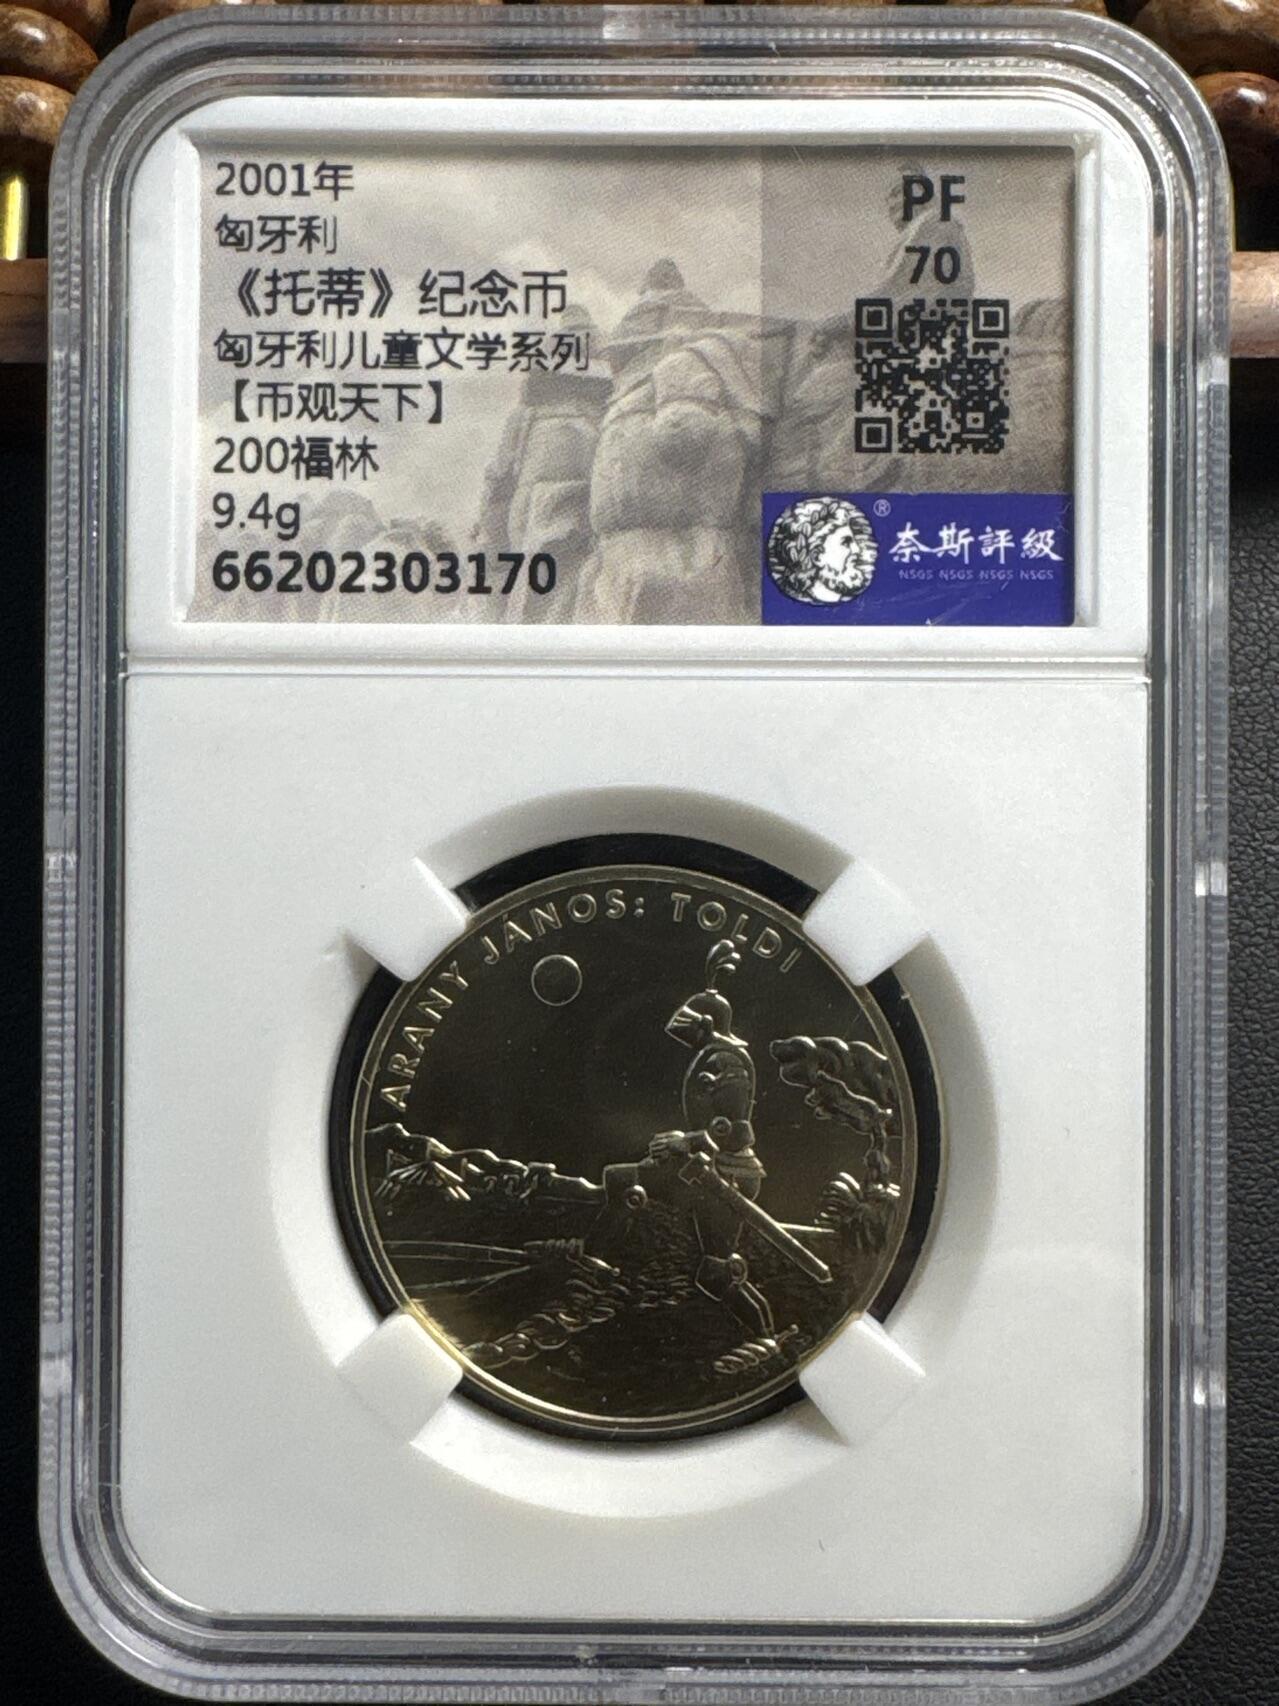 2001年
匈牙利
《托蒂》纪念币
匈牙利儿童文学系列
【币观天下】
200福林
9.4g
66202303170
PF
70
®
奈斯評級
NSGS NSGS NSGS NSGS
ARANY JÁNOS: TOLDI